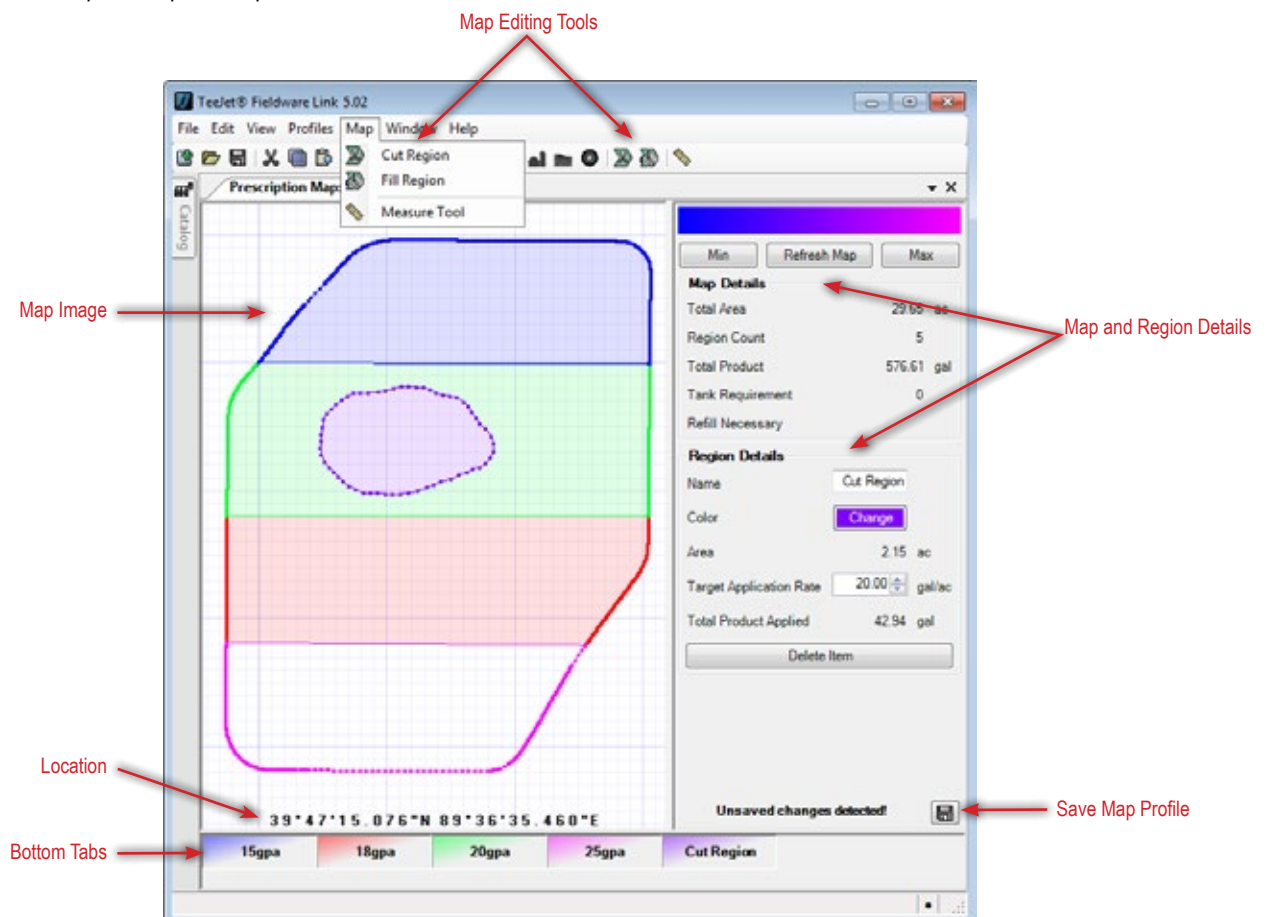 Map Editing Tools
TeeJet® Fieldware Link 5.02
File Edit View Profiles Map Window Help
Cut Region
Fill Region
Measure Tool
Prescription Map
Catalog
Min Refresh Map Max
Map Details
Total Area 29.65 ac
Region Count 5
Total Product 576.61 gal
Tank Requirement 0
Refill Necessary
Region Details
Name Cut Region
Color Change
Area 2.15 ac
Target Application Rate 20.00 gal/ac
Total Product Applied 42.94 gal
Delete Item
Map Image
Map and Region Details
Location
39°47'15.076"N 89°36'35.460"E
Unsaved changes detected!
Save Map Profile
Bottom Tabs
15gpa 18gpa 20gpa 25gpa Cut Region